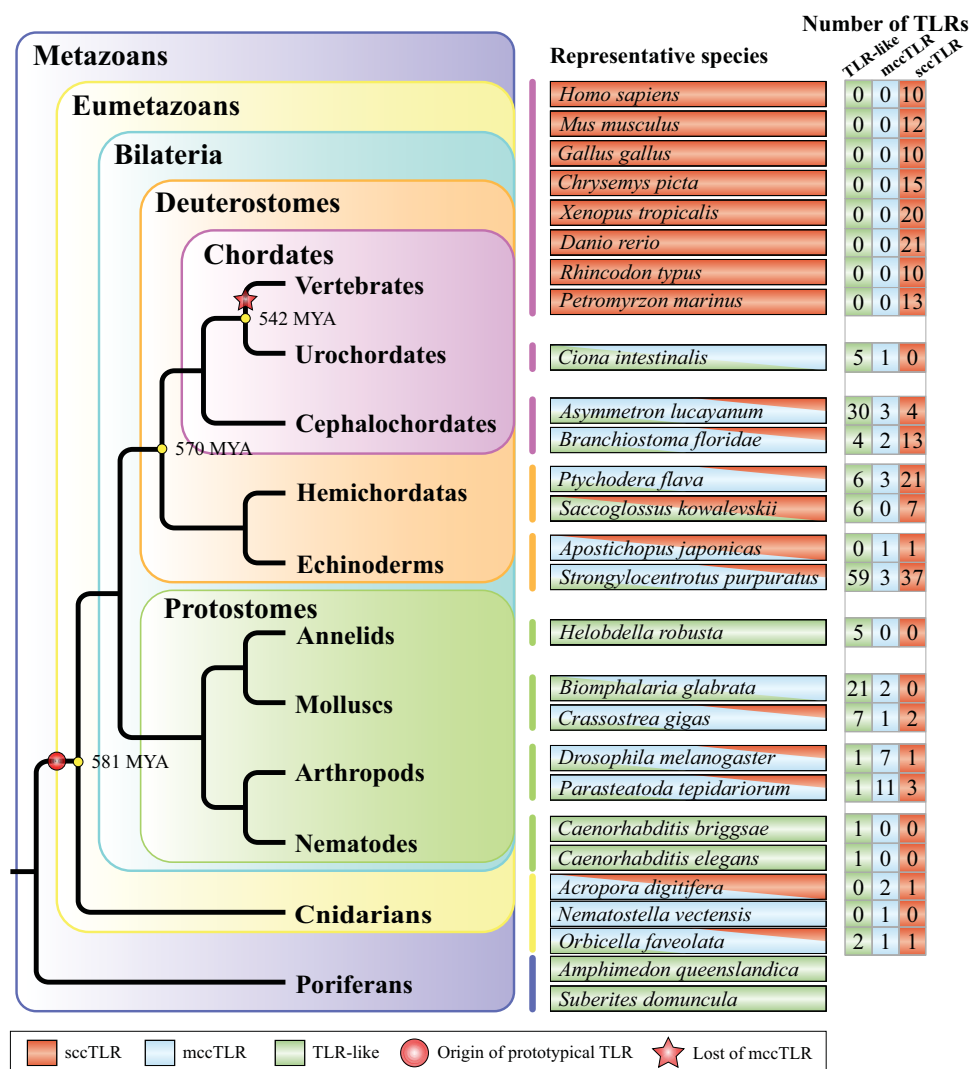 Number of TLRs
Metazoans
Representative species
TLR-like
mccTLR
sccTLR
Eumetazoans
Homo sapiens 0 0 10
Mus musculus 0 0 12
Bilateria
Gallus gallus 0 0 10
Chrysemys picta 0 0 15
Deuterostomes
Xenopus tropicalis 0 0 20
Danio rerio 0 0 21
Chordates
Rhincodon typus 0 0 10
Vertebrates
Petromyrzon marinus 0 0 13
542 MYA
Urochordates
Ciona intestinalis 5 1 0
Asymmetron lucayanum 30 3 4
Cephalochordates
Branchiostoma floridae 4 2 13
570 MYA
Ptychodera flava 6 3 21
Hemichordatas
Saccoglossus kowalevskii 6 0 7
Apostichopus japonicas 0 1 1
Echinoderms
Strongylocentrotus purpuratus 59 3 37
Protostomes
Annelids
Helobdella robusta 5 0 0
Biomphalaria glabrata 21 2 0
Molluscs
Crassostrea gigas 7 1 2
581 MYA
Drosophila melanogaster 1 7 1
Arthropods
Parasteatoda tepidariorum 1 11 3
Caenorhabditis briggsae 1 0 0
Nematodes
Caenorhabditis elegans 1 0 0
Acropora digitifera 0 2 1
Cnidarians
Nematostella vectensis 0 1 0
Orbicella faveolata 2 1 1
Amphimedon queenslandica
Poriferans
Suberites domuncula
sccTLR mccTLR TLR-like Origin of prototypical TLR Lost of mccTLR